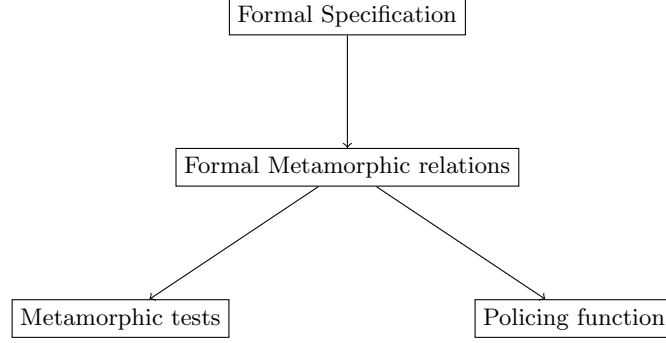 Formal Specification
Formal Metamorphic relations
Metamorphic tests
Policing function